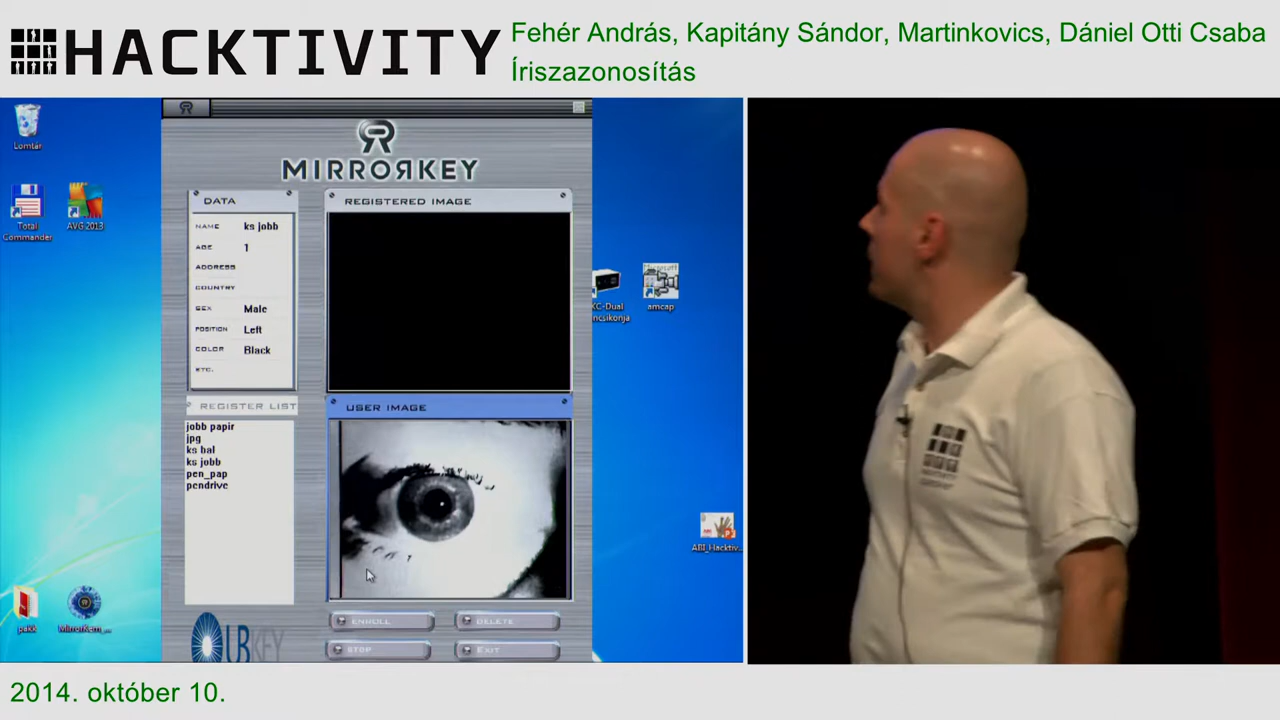 HACKTIVITY
Fehér András, Kapitány Sándor, Martinkovics, Dániel Otti Csaba
Íriszazonosítás
Lomtár
Total Commander
AVG 2013
MIRRORKEY
DATA
NAME ks jobb
AGE 1
ADDRESS
COUNTRY
SEX Male
POSITION Left
COLOR Black
ETC.
REGISTERED IMAGE
REGISTER LIST
jobb papir
jpg
ks bal
ks jobb
pen_pap
pendrive
USER IMAGE
amcap
ABI_Hacktiv...
ENROLL
DELETE
STOP
EXIT
2014. október 10.